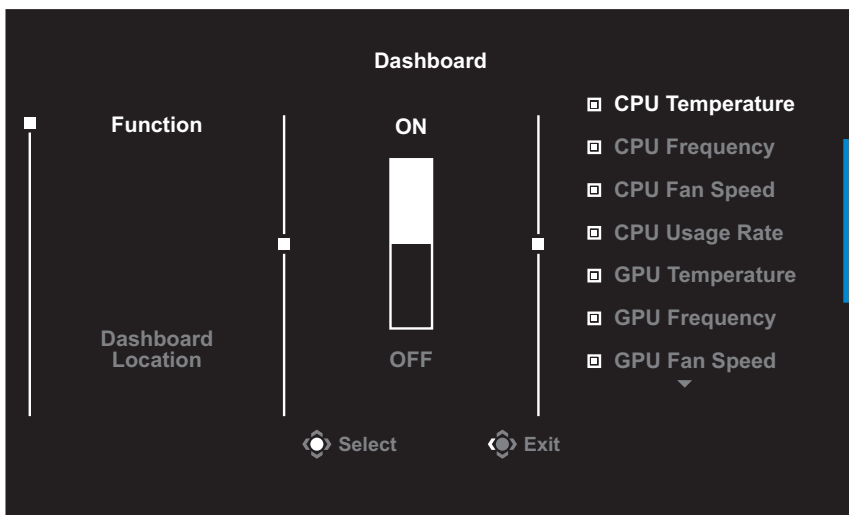 Dashboard
Function
Dashboard
Location
ON
OFF
CPU Temperature
CPU Frequency
CPU Fan Speed
CPU Usage Rate
GPU Temperature
GPU Frequency
GPU Fan Speed
Select
Exit